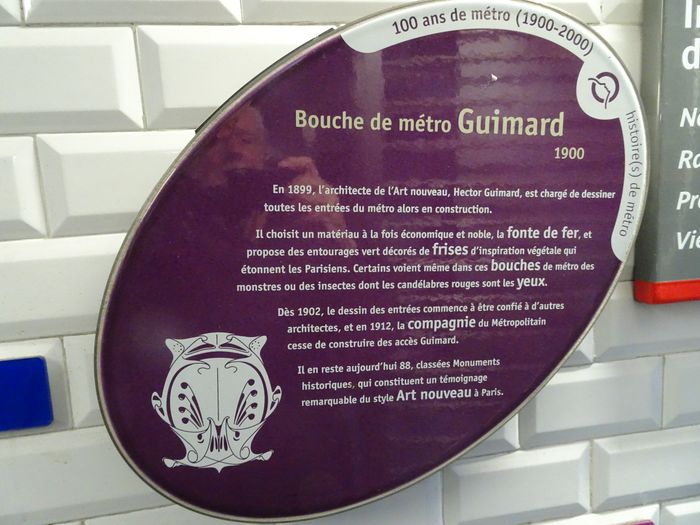 100 ans de métro (1900-2000)
histoire(s) de métro
Bouche de métro Guimard
1900
En 1899, l'architecte de l'Art nouveau, Hector Guimard, est chargé de dessiner
toutes les entrées du métro alors en construction.
Il choisit un matériau à la fois économique et noble, la fonte de fer, et
propose des entourages vert décorés de frises d'inspiration végétale qui
étonnent les Parisiens. Certains voient même dans ces bouches de métro des
monstres ou des insectes dont les candélabres rouges sont les yeux.
Dès 1902, le dessin des entrées commence à être confié à d'autres
architectes, et en 1912, la compagnie du Métropolitain
cesse de construire des accès Guimard.
Il en reste aujourd'hui 88, classées Monuments
historiques, qui constituent un témoignage
remarquable du style Art nouveau à Paris.